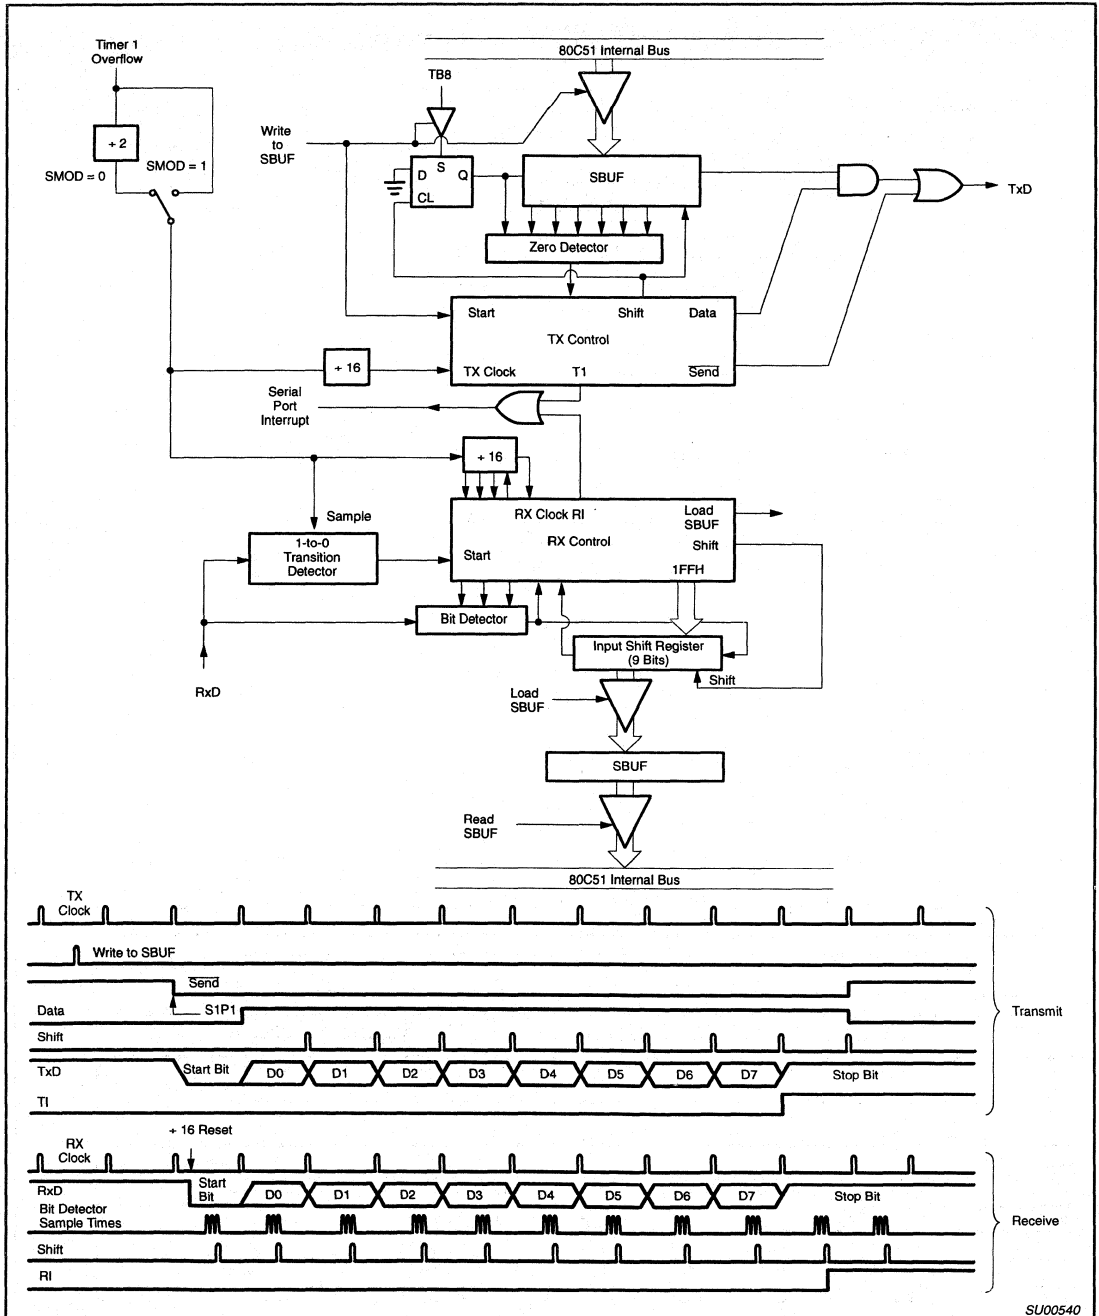 Timer 1
Overflow
80C51 Internal Bus
TB8
Write
to
SBUF
÷ 2
SMOD = 1
SMOD = 0
S
D
Q
CL
SBUF
TxD
Zero Detector
Start
Shift
Data
TX Control
÷ 16
TX Clock
T1
Send
Serial
Port
Interrupt
÷ 16
Sample
RX Clock RI
Load
SBUF
1-to-0
Transition
Detector
Start
RX Control
Shift
1FFH
Bit Detector
Input Shift Register
(9 Bits)
Shift
RxD
Load
SBUF
SBUF
Read
SBUF
80C51 Internal Bus
TX
Clock
Write to SBUF
Send
Data
S1P1
Transmit
Shift
TxD
Start Bit
D0
D1
D2
D3
D4
D5
D6
D7
Stop Bit
TI
÷ 16 Reset
RX
Clock
RxD
Start
Bit
D0
D1
D2
D3
D4
D5
D6
D7
Stop Bit
Bit Detector
Sample Times
Receive
Shift
RI
SU00540